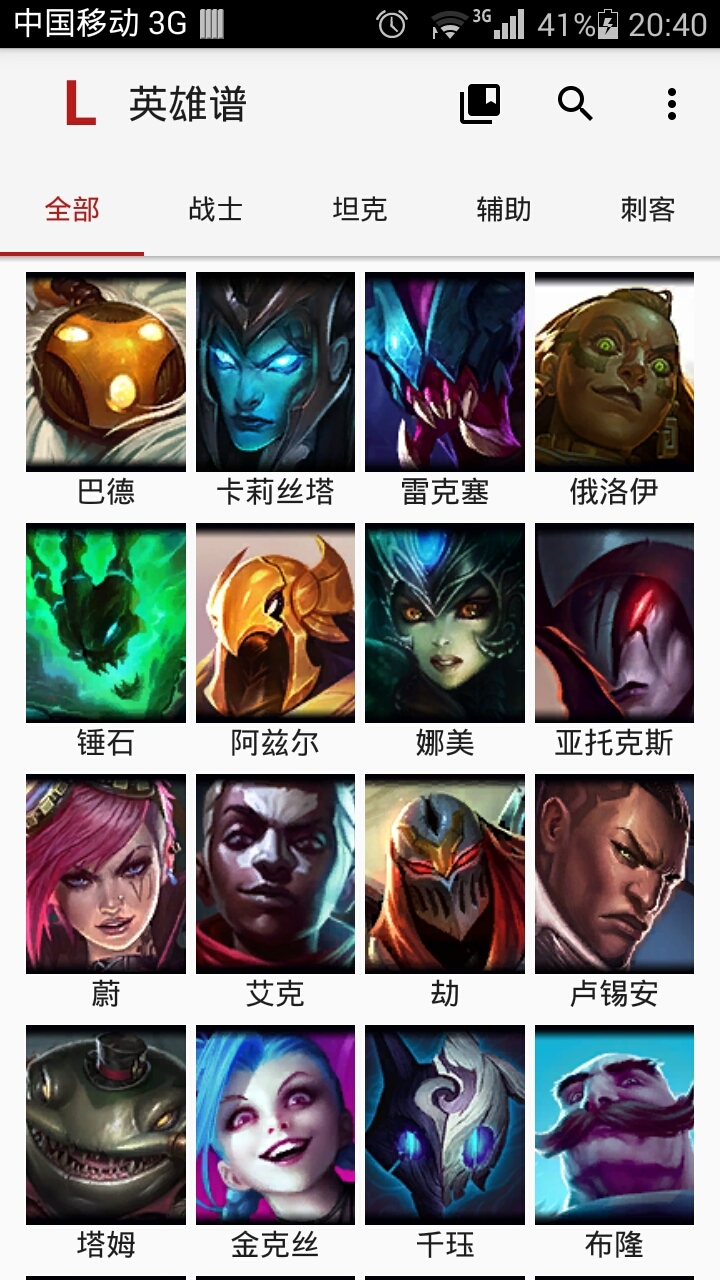 中国移动 3G 3G 41% 20:40
L 英雄谱
全部 战士 坦克 辅助 刺客
巴德 卡莉丝塔 雷克塞 俄洛伊
锤石 阿兹尔 娜美 亚托克斯
蔚 艾克 劫 卢锡安
塔姆 金克丝 千珏 布隆